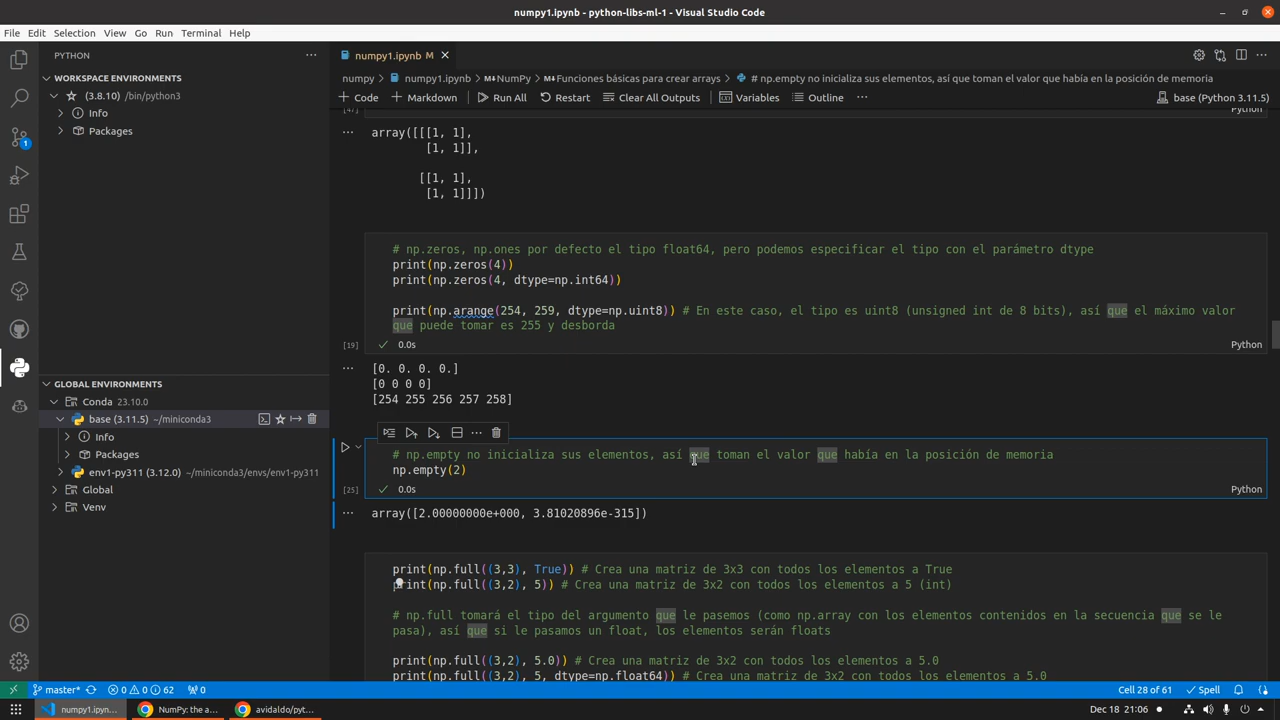 numpy1.ipynb - python-libs-ml-1 - Visual Studio Code
File Edit Selection View Go Run Terminal Help
PYTHON
numpy1.ipynb M
WORKSPACE ENVIRONMENTS
(3.8.10) /bin/python3
Info
Packages
numpy > numpy1.ipynb > NumPy > Funciones básicas para crear arrays > # np.empty no inicializa sus elementos, así que toman el valor que había en la posición de memoria
+ Code + Markdown Run All Restart Clear All Outputs Variables Outline ... base (Python 3.11.5)
array([[[1, 1],
[1, 1]],
[[1, 1],
[1, 1]]])
# np.zeros, np.ones por defecto el tipo float64, pero podemos especificar el tipo con el parámetro dtype
print(np.zeros(4))
print(np.zeros(4, dtype=np.int64))
print(np.arange(254, 259, dtype=np.uint8)) # En este caso, el tipo es uint8 (unsigned int de 8 bits), así que el máximo valor
que puede tomar es 255 y desborda
[19] 0.0s Python
[0. 0. 0. 0.]
[0 0 0 0]
[254 255 256 257 258]
# np.empty no inicializa sus elementos, así que toman el valor que había en la posición de memoria
np.empty(2)
[25] 0.0s Python
array([2.00000000e+000, 3.81020896e-315])
print(np.full((3,3), True)) # Crea una matriz de 3x3 con todos los elementos a True
print(np.full((3,2), 5)) # Crea una matriz de 3x2 con todos los elementos a 5 (int)
# np.full tomará el tipo del argumento que le pasemos (como np.array con los elementos contenidos en la secuencia que se le
pasa), así que si le pasamos un float, los elementos serán floats
print(np.full((3,2), 5.0)) # Crea una matriz de 3x2 con todos los elementos a 5.0
print(np.full((3,2), 5, dtype=np.float64)) # Crea una matriz de 3x2 con todos los elementos a 5.0
GLOBAL ENVIRONMENTS
Conda 23.10.0
base (3.11.5) ~/miniconda3
Info
Packages
env1-py311 (3.12.0) ~/miniconda3/envs/env1-py311
Global
Venv
master* 0 0 62 0 Cell 28 of 61 Spell
numpy1.ipyn... NumPy: the a... avidaldo/pyt... Dec 18 21:06